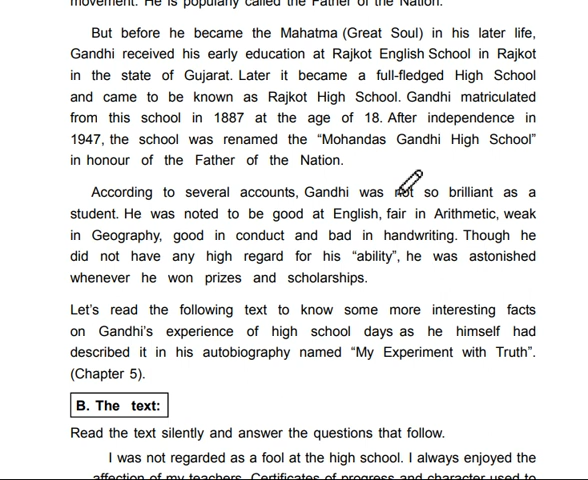 movement. He is popularly called the Father of the Nation.
But before he became the Mahatma (Great Soul) in his later life,
Gandhi received his early education at Rajkot English School in Rajkot
in the state of Gujarat. Later it became a full-fledged High School
and came to be known as Rajkot High School. Gandhi matriculated
from this school in 1887 at the age of 18. After independence in
1947, the school was renamed the “Mohandas Gandhi High School”
in honour of the Father of the Nation.
According to several accounts, Gandhi was not so brilliant as a
student. He was noted to be good at English, fair in Arithmetic, weak
in Geography, good in conduct and bad in handwriting. Though he
did not have any high regard for his “ability”, he was astonished
whenever he won prizes and scholarships.
Let’s read the following text to know some more interesting facts
on Gandhi’s experience of high school days as he himself had
described it in his autobiography named “My Experiment with Truth”.
(Chapter 5).
B. The text:
Read the text silently and answer the questions that follow.
I was not regarded as a fool at the high school. I always enjoyed the
affection of my teachers. Certificates of progress and character used to